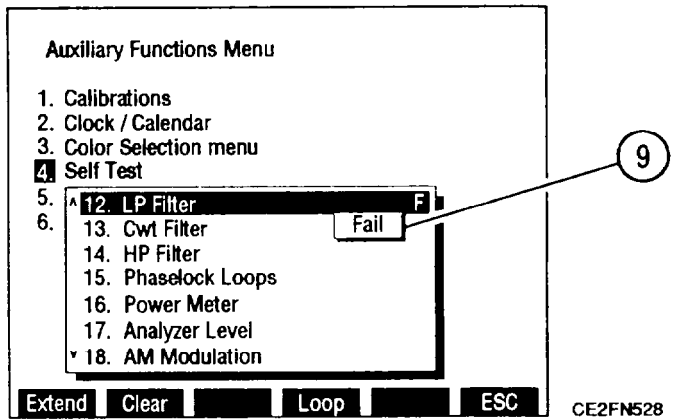 Auxiliary Functions Menu
1. Calibrations
2. Clock / Calendar
3. Color Selection menu
4. Self Test
5.
6.
^ 12. LP Filter F
Fail
13. Cwt Filter
14. HP Filter
15. Phaselock Loops
16. Power Meter
17. Analyzer Level
v 18. AM Modulation
Extend Clear Loop ESC
9
CE2FN528